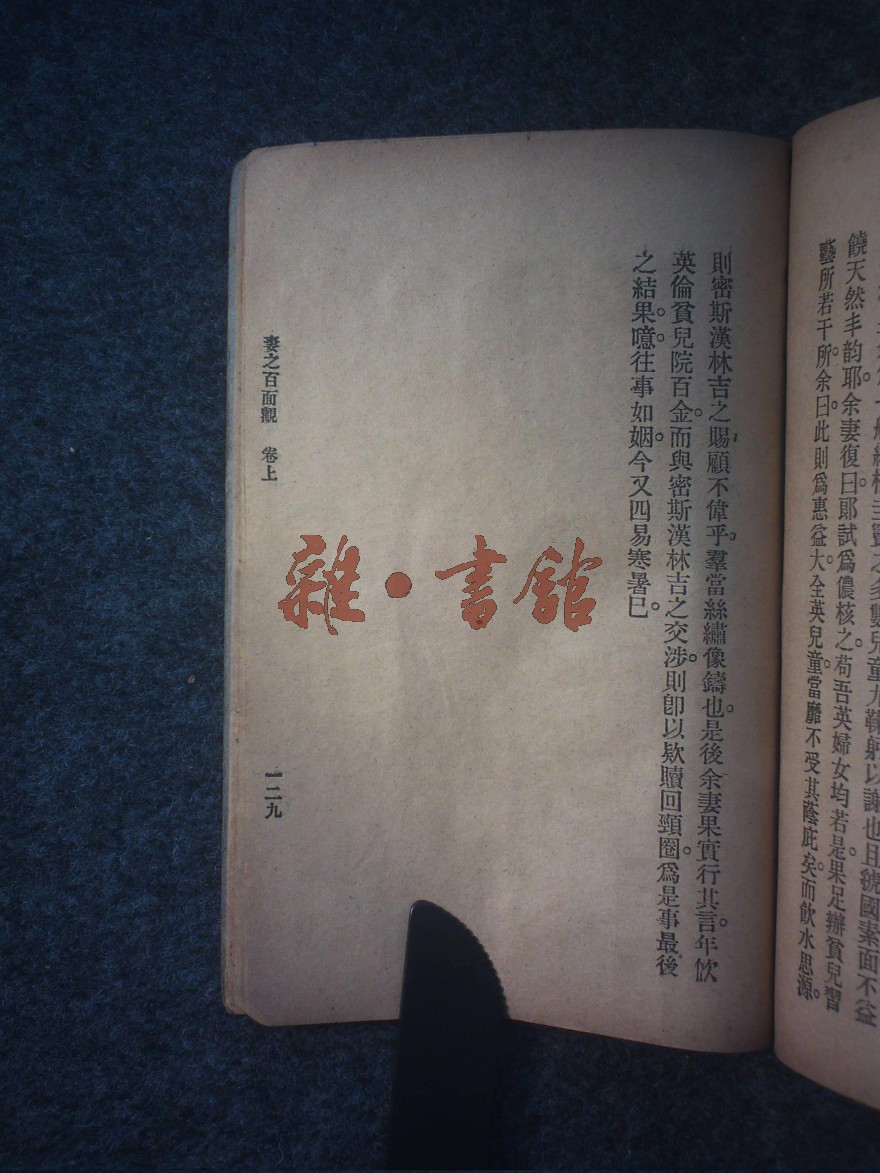 饒天然丰韵耶。余妻復曰。郞試爲儂核之。苟吾英婦女均若是。果足辦貧兒習
藝所若干所。余曰。此則爲惠益大。全英兒童。當靡不受其蔭庇矣。而飲水思源。
則密斯漢林吉之賜顧不偉乎。羣當絲繡像鑄也。是後余妻果實行其言。年佽
英倫貧兒院百金。而與密斯漢林吉之交涉。則卽以欵贖回頸圈。爲是事最後
之結果。噫。往事如姻。今又四易寒暑已。
妻之百面觀 卷上
一二九
雜·書館